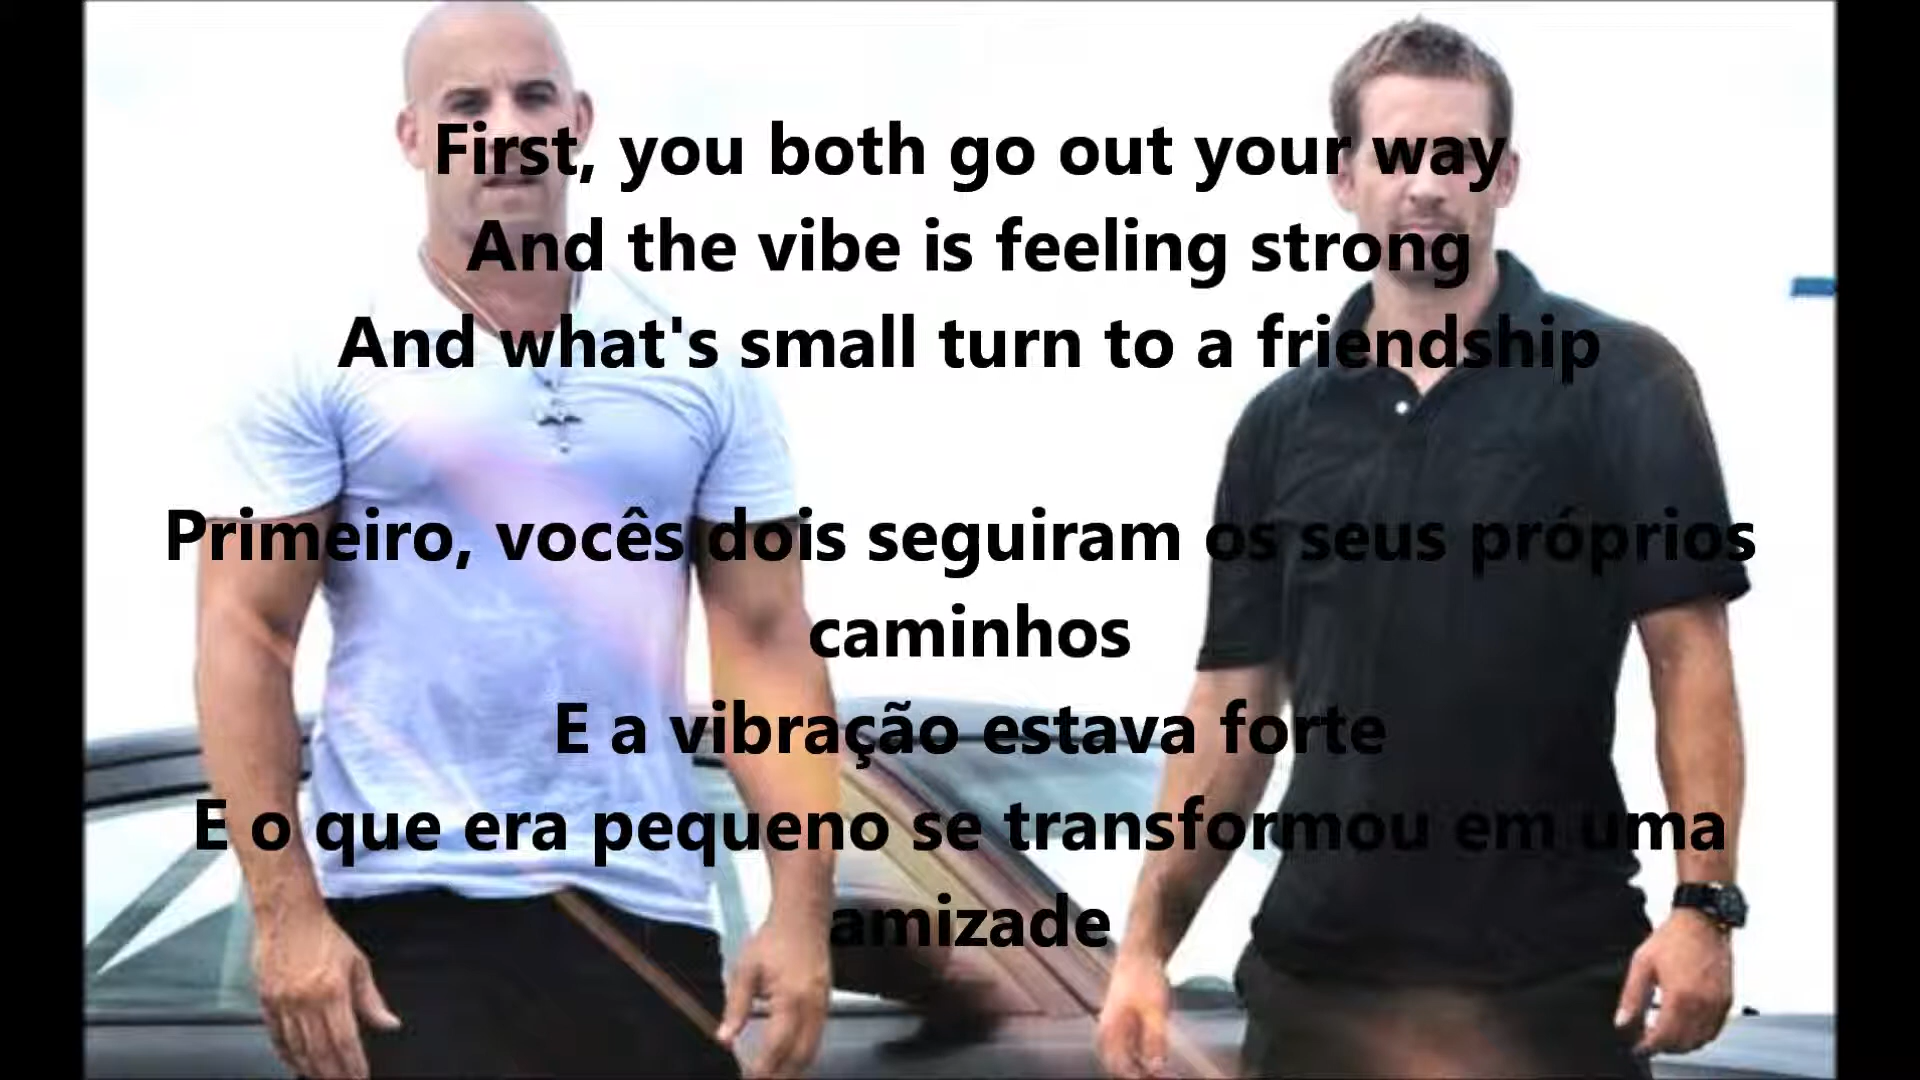 First, you both go out your way
And the vibe is feeling strong
And what's small turn to a friendship
Primeiro, vocês dois seguiram os seus próprios
caminhos
E a vibração estava forte
E o que era pequeno se transformou em uma
amizade